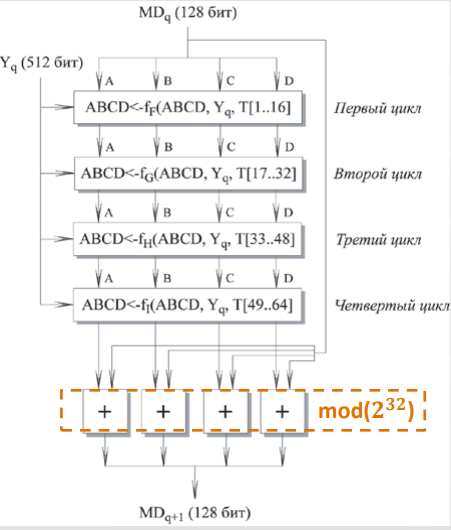 MDq (128 бит)
Yq (512 бит)
A B C D
ABCD<-fF(ABCD, Yq, T[1..16] Первый цикл
A B C D
ABCD<-fG(ABCD, Yq, T[17..32] Второй цикл
A B C D
ABCD<-fH(ABCD, Yq, T[33..48] Третий цикл
A B C D
ABCD<-fI(ABCD, Yq, T[49..64] Четвертый цикл
+ + + + mod(2³²)
MDq+1 (128 бит)